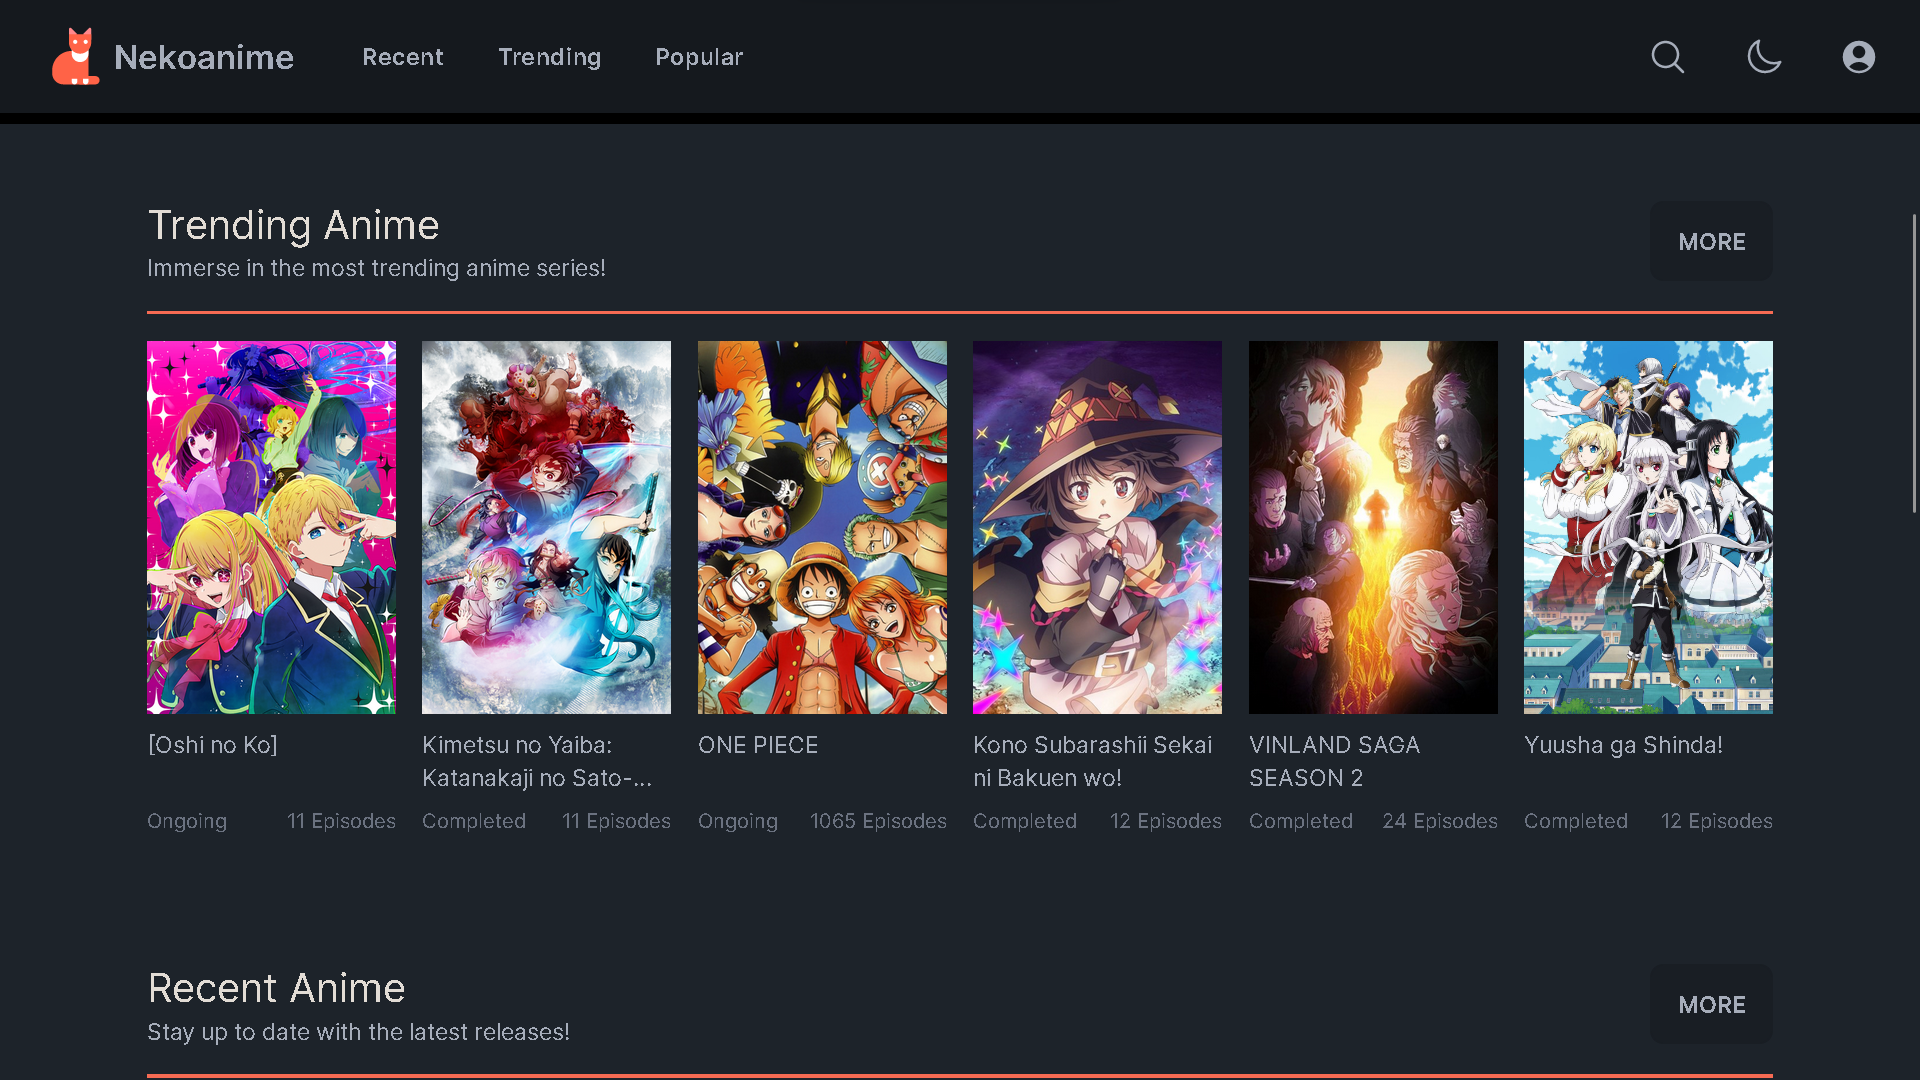 Nekoanime
Recent
Trending
Popular
Trending Anime
Immerse in the most trending anime series!
MORE
[Oshi no Ko]
Ongoing
11 Episodes
Kimetsu no Yaiba:
Katanakaji no Sato-...
Completed
11 Episodes
ONE PIECE
Ongoing
1065 Episodes
Kono Subarashii Sekai
ni Bakuen wo!
Completed
12 Episodes
VINLAND SAGA
SEASON 2
Completed
24 Episodes
Yuusha ga Shinda!
Completed
12 Episodes
Recent Anime
Stay up to date with the latest releases!
MORE